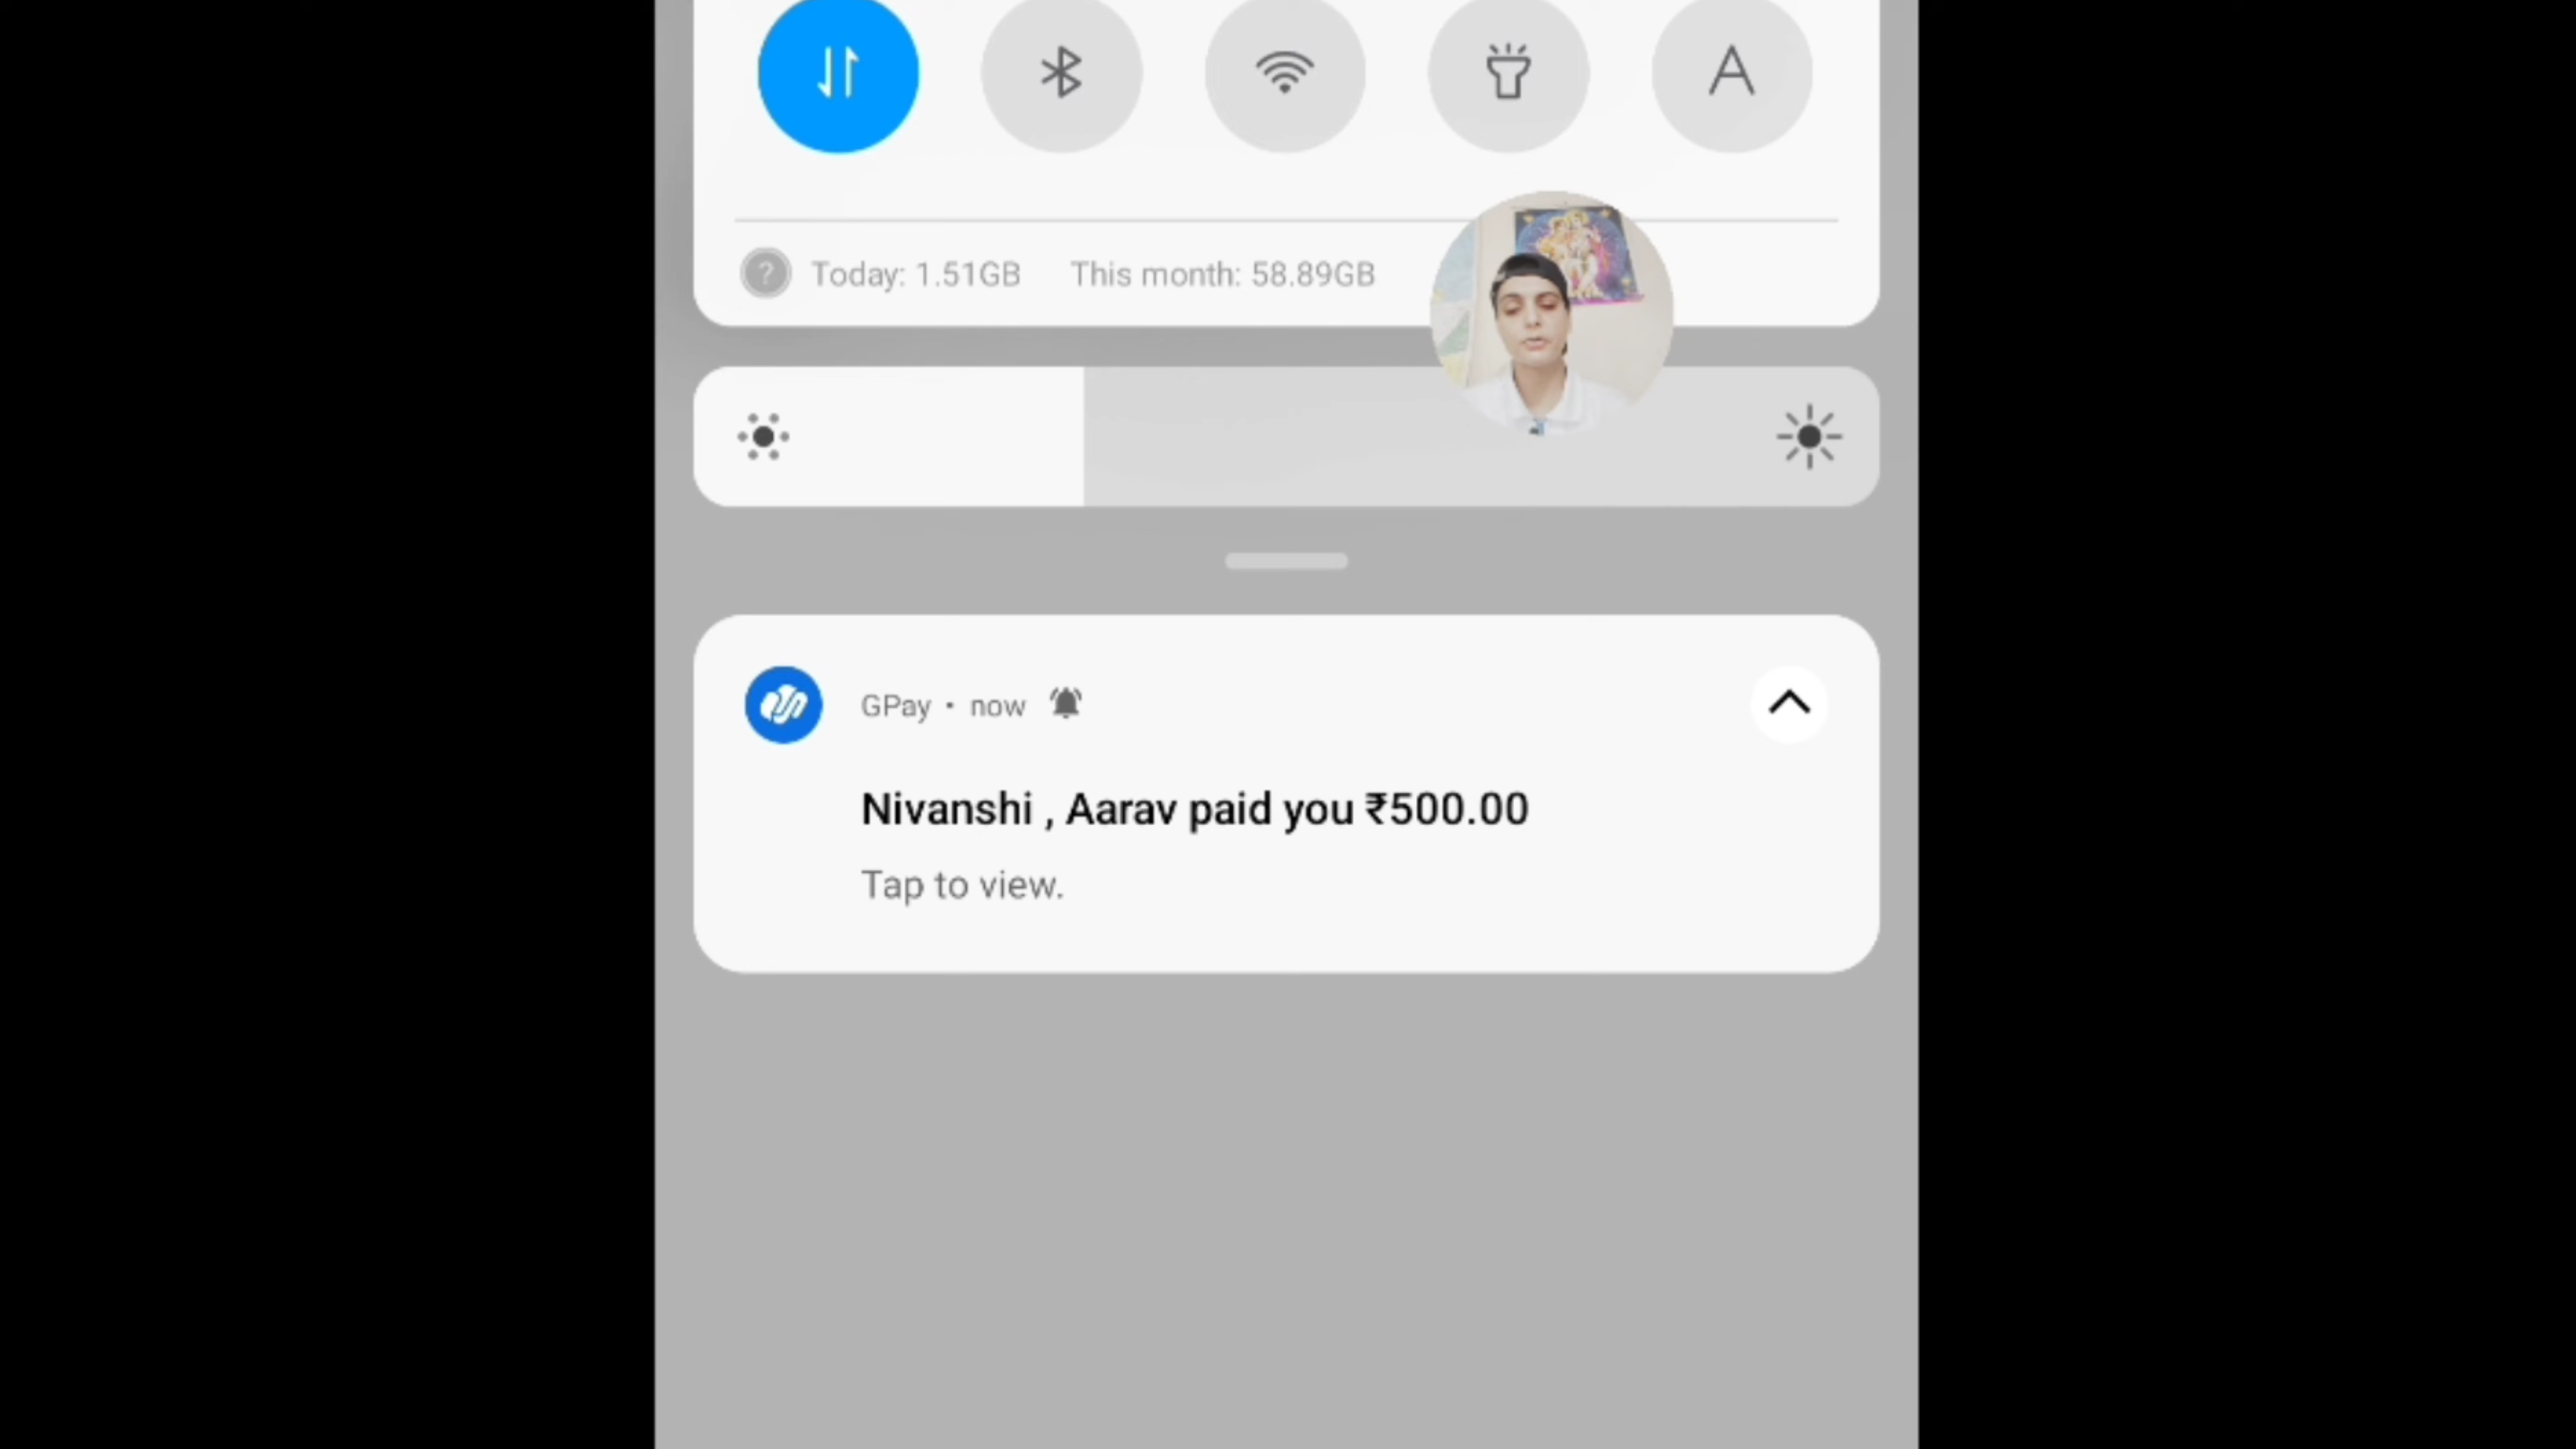 Today: 1.51GB This month: 58.89GB
GPay • now
Nivanshi , Aarav paid you ₹500.00
Tap to view.